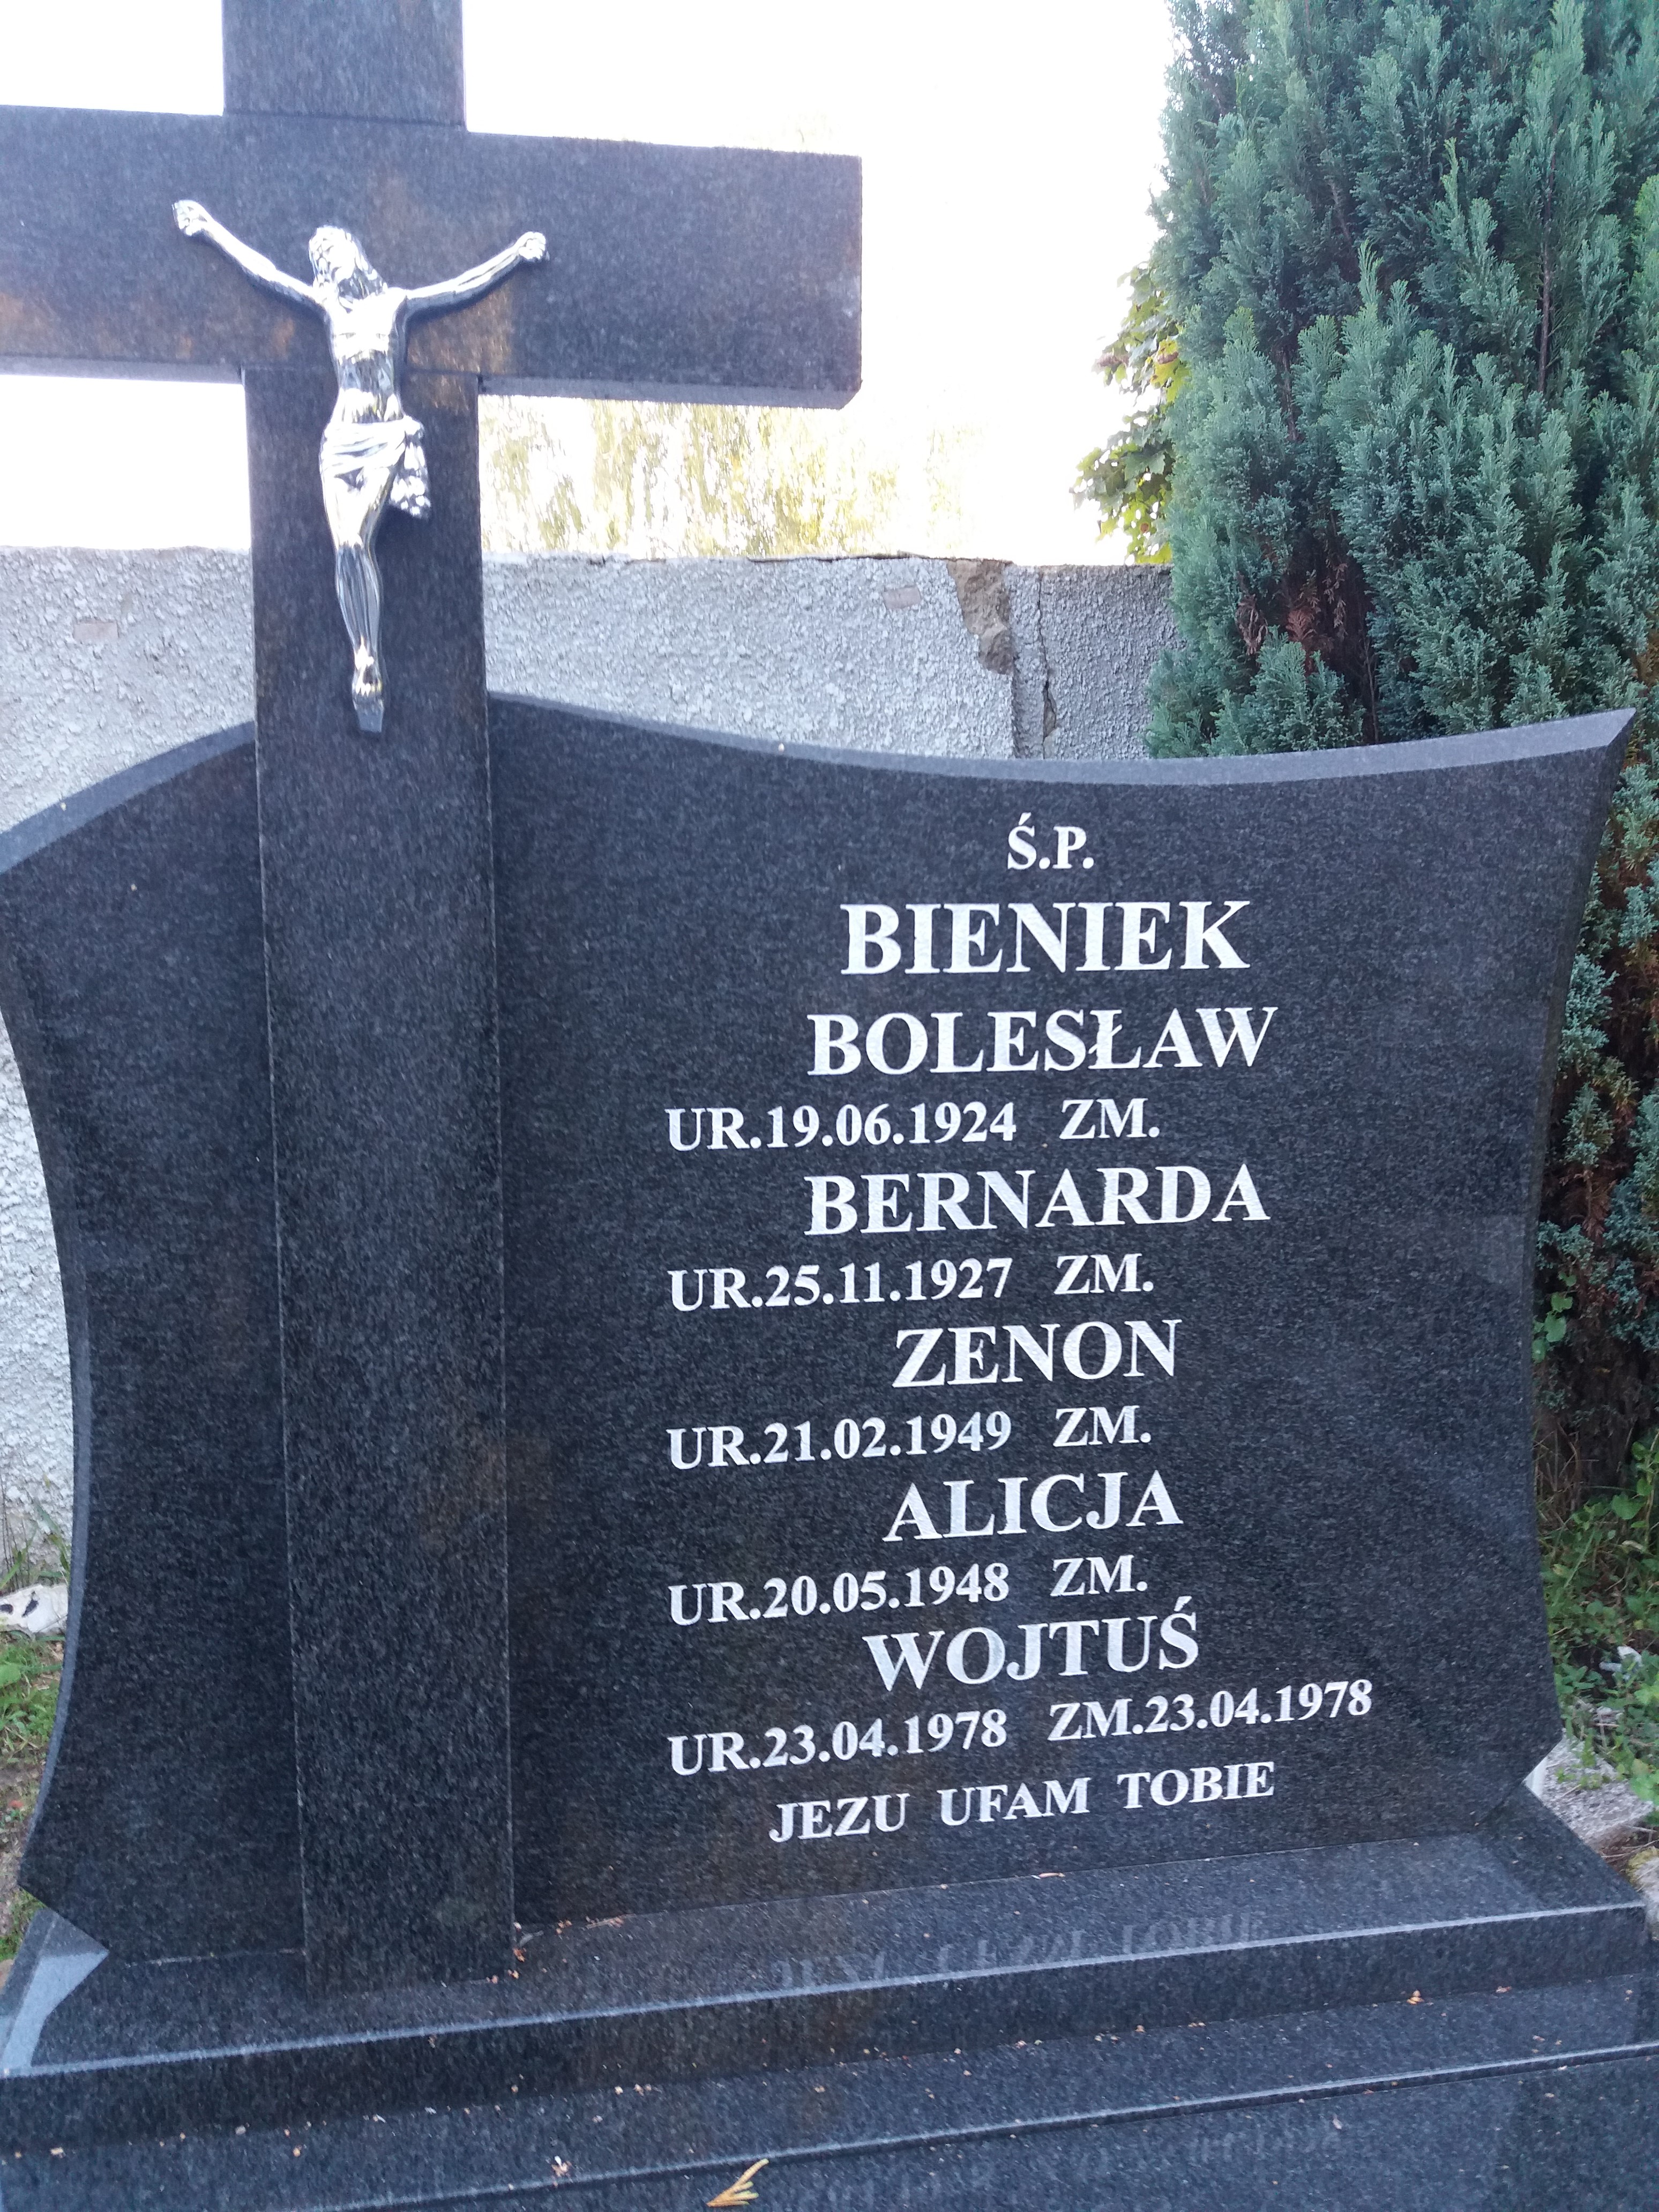 Ś.P.
BIENIEK
BOLESŁAW
UR.19.06.1924 ZM.
BERNARDA
UR.25.11.1927 ZM.
ZENON
UR.21.02.1949 ZM.
ALICJA
UR.20.05.1948 ZM.
WOJTUŚ
UR.23.04.1978 ZM.23.04.1978
JEZU UFAM TOBIE